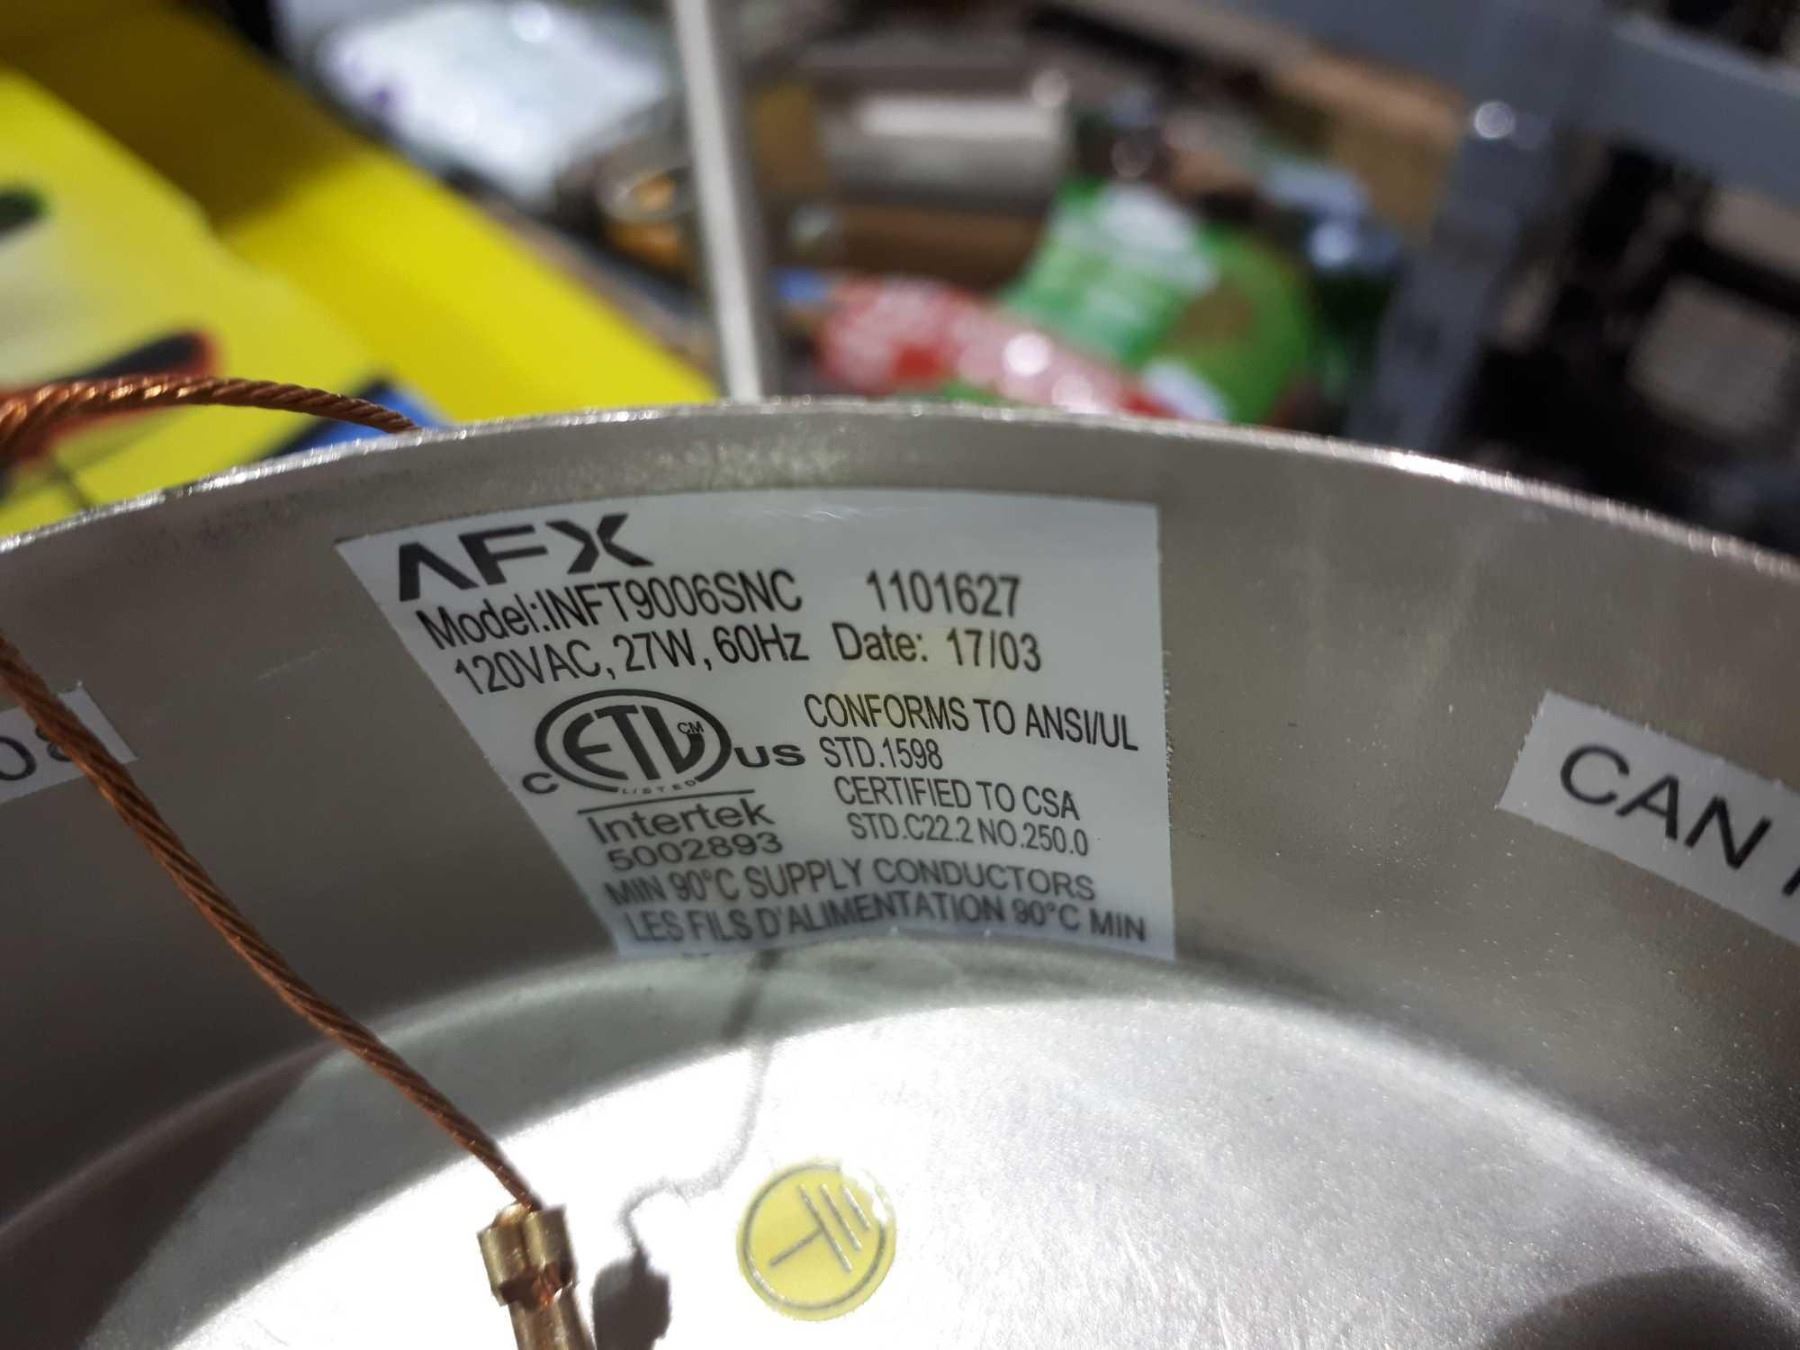 AFX
Model:INFT9006SNC 1101627
120VAC, 27W, 60Hz Date: 17/03
CONFORMS TO ANSI/UL
STD.1598
CERTIFIED TO CSA
STD.C22.2 NO.250.0
C ETL CM US
LISTED
Intertek
5002893
MIN 90°C SUPPLY CONDUCTORS
LES FILS D'ALIMENTATION 90°C MIN
CAN